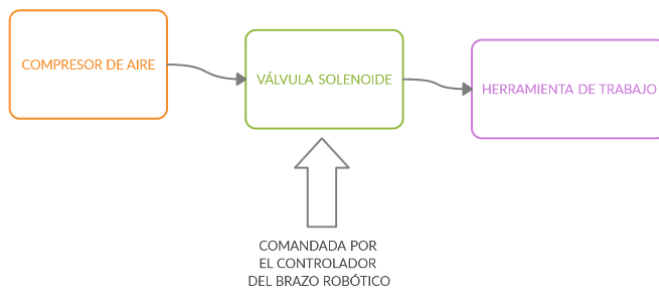 COMPRESOR DE AIRE
VÁLVULA SOLENOIDE
HERRAMIENTA DE TRABAJO
COMANDADA POR
EL CONTROLADOR
DEL BRAZO ROBÓTICO